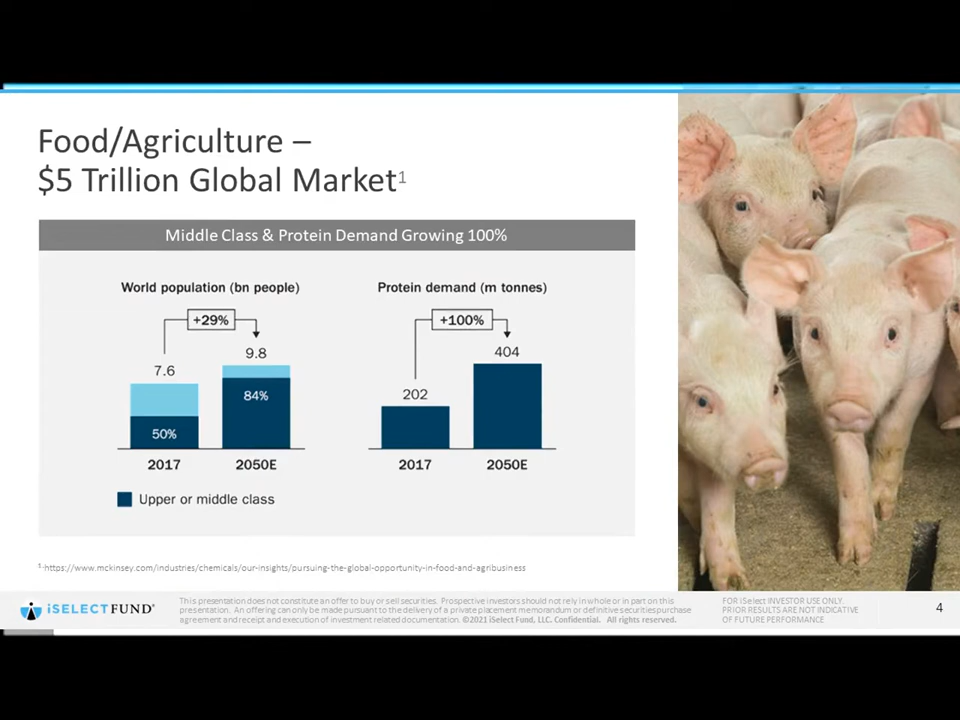 Food/Agriculture –
$5 Trillion Global Market¹
Middle Class & Protein Demand Growing 100%
World population (bn people)
+29%
7.6
9.8
50%
84%
2017
2050E
Upper or middle class
Protein demand (m tonnes)
+100%
202
404
2017
2050E
¹·https://www.mckinsey.com/industries/chemicals/our-insights/pursuing-the-global-opportunity-in-food-and-agribusiness
iSELECTFUND®
This presentation does not constitute an offer to buy or sell securities. Prospective investors should not rely in whole or in part on this
presentation. An offering can only be made pursuant to the delivery of a private placement memorandum or definitive securities purchase
agreement and receipt and execution of investment related documentation. ©2021 iSelect Fund, LLC. Confidential. All rights reserved.
FOR iSelect INVESTOR USE ONLY.
PRIOR RESULTS ARE NOT INDICATIVE
OF FUTURE PERFORMANCE
4